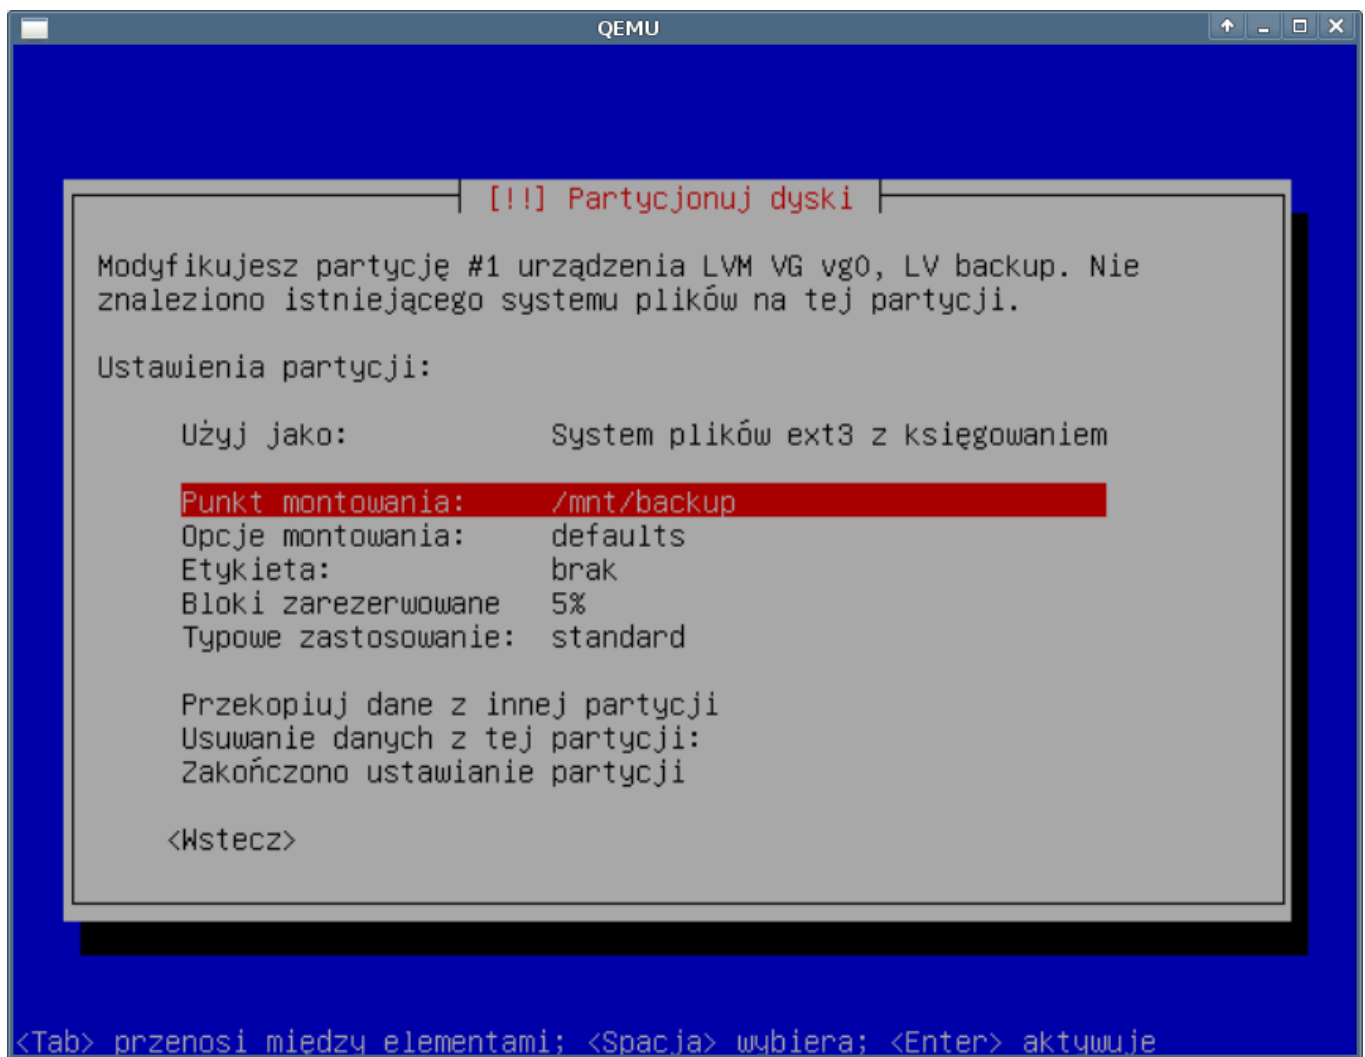 QEMU
[!!] Partycjonuj dyski
Modyfikujesz partycję #1 urządzenia LVM VG vg0, LV backup. Nie
znaleziono istniejącego systemu plików na tej partycji.
Ustawienia partycji:
Użyj jako: System plików ext3 z księgowaniem
Punkt montowania: /mnt/backup
Opcje montowania: defaults
Etykieta: brak
Bloki zarezerwowane 5%
Typowe zastosowanie: standard
Przekopiuj dane z innej partycji
Usuwanie danych z tej partycji:
Zakończono ustawianie partycji
<Wstecz>
<Tab> przenosi między elementami; <Spacja> wybiera; <Enter> aktywuje